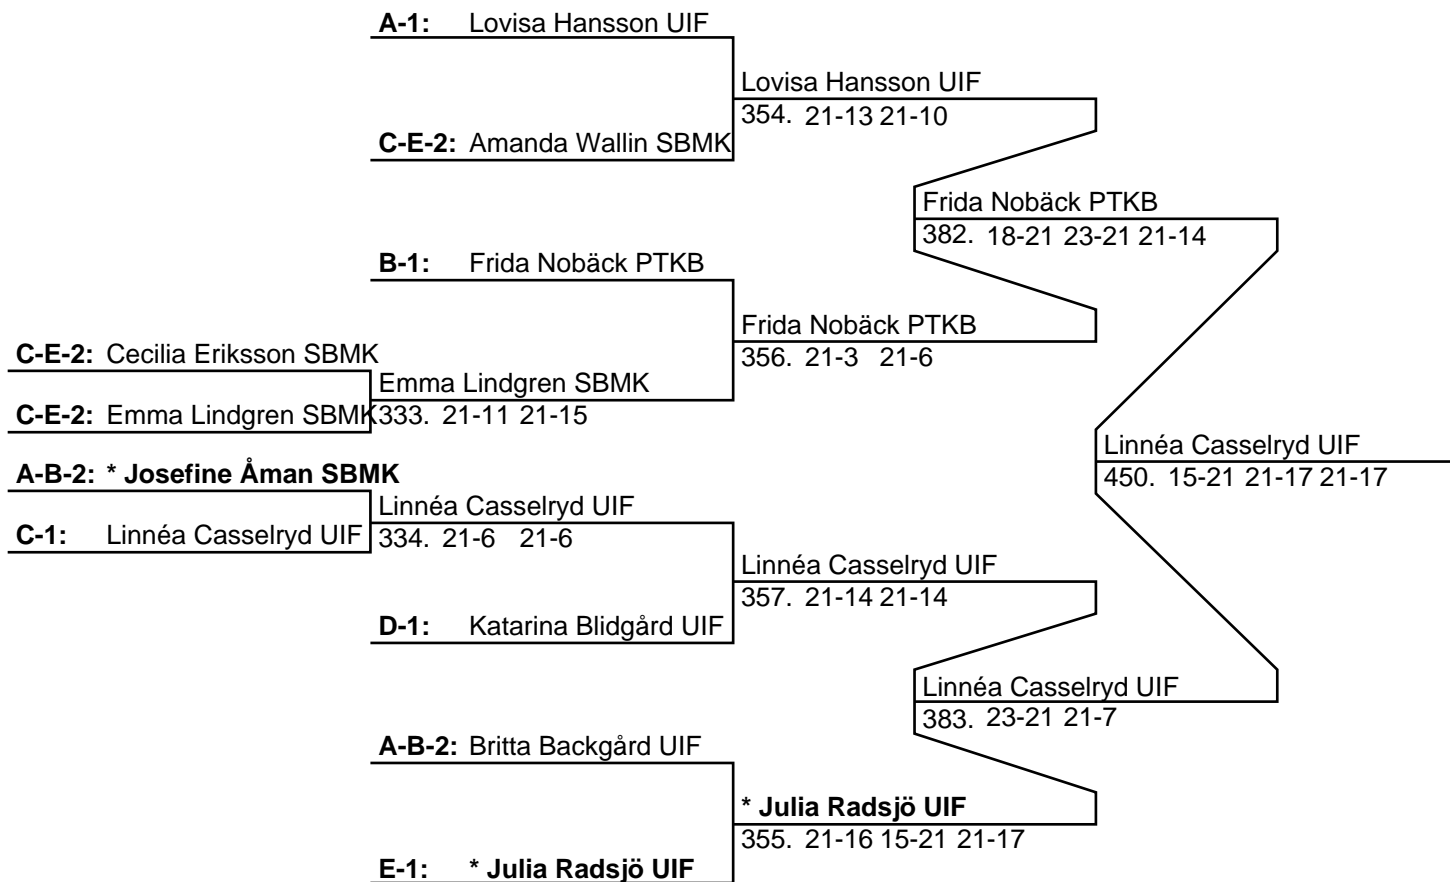 A-1: Lovisa Hansson UIF
Lovisa Hansson UIF
354. 21-13 21-10
C-E-2: Amanda Wallin SBMK
Frida Nobäck PTKB
382. 18-21 23-21 21-14
B-1: Frida Nobäck PTKB
Frida Nobäck PTKB
356. 21-3 21-6
C-E-2: Cecilia Eriksson SBMK
Emma Lindgren SBMK
333. 21-11 21-15
C-E-2: Emma Lindgren SBMK
Linnéa Casselryd UIF
450. 15-21 21-17 21-17
A-B-2: * Josefine Åman SBMK
Linnéa Casselryd UIF
334. 21-6 21-6
C-1: Linnéa Casselryd UIF
Linnéa Casselryd UIF
357. 21-14 21-14
D-1: Katarina Blidgård UIF
Linnéa Casselryd UIF
383. 23-21 21-7
A-B-2: Britta Backgård UIF
* Julia Radsjö UIF
355. 21-16 15-21 21-17
E-1: * Julia Radsjö UIF